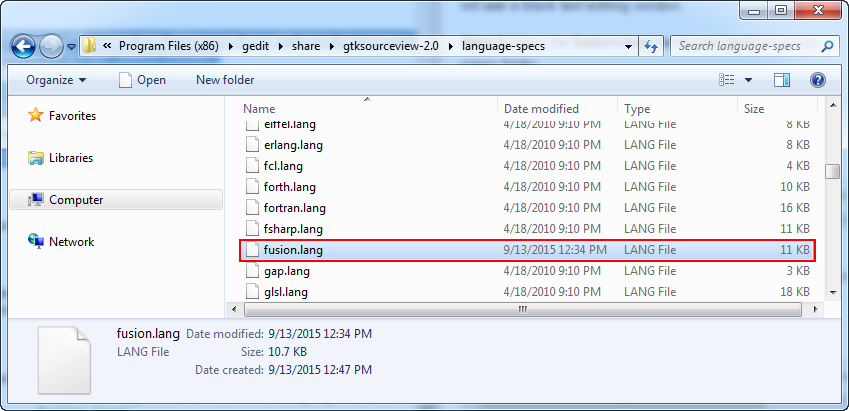 « Program Files (x86) ▸ gedit ▸ share ▸ gtksourceview-2.0 ▸ language-specs
Search language-specs
Organize Open New folder
Favorites
Libraries
Computer
Network
Name Date modified Type Size
eiffel.lang 4/18/2010 9:10 PM LANG File 8 KB
erlang.lang 4/18/2010 9:10 PM LANG File 8 KB
fcl.lang 4/18/2010 9:10 PM LANG File 4 KB
forth.lang 4/18/2010 9:10 PM LANG File 10 KB
fortran.lang 4/18/2010 9:10 PM LANG File 16 KB
fsharp.lang 4/18/2010 9:10 PM LANG File 11 KB
fusion.lang 9/13/2015 12:34 PM LANG File 11 KB
gap.lang 4/18/2010 9:10 PM LANG File 3 KB
glsl.lang 4/18/2010 9:10 PM LANG File 18 KB
fusion.lang Date modified: 9/13/2015 12:34 PM
LANG File Size: 10.7 KB
Date created: 9/13/2015 12:47 PM